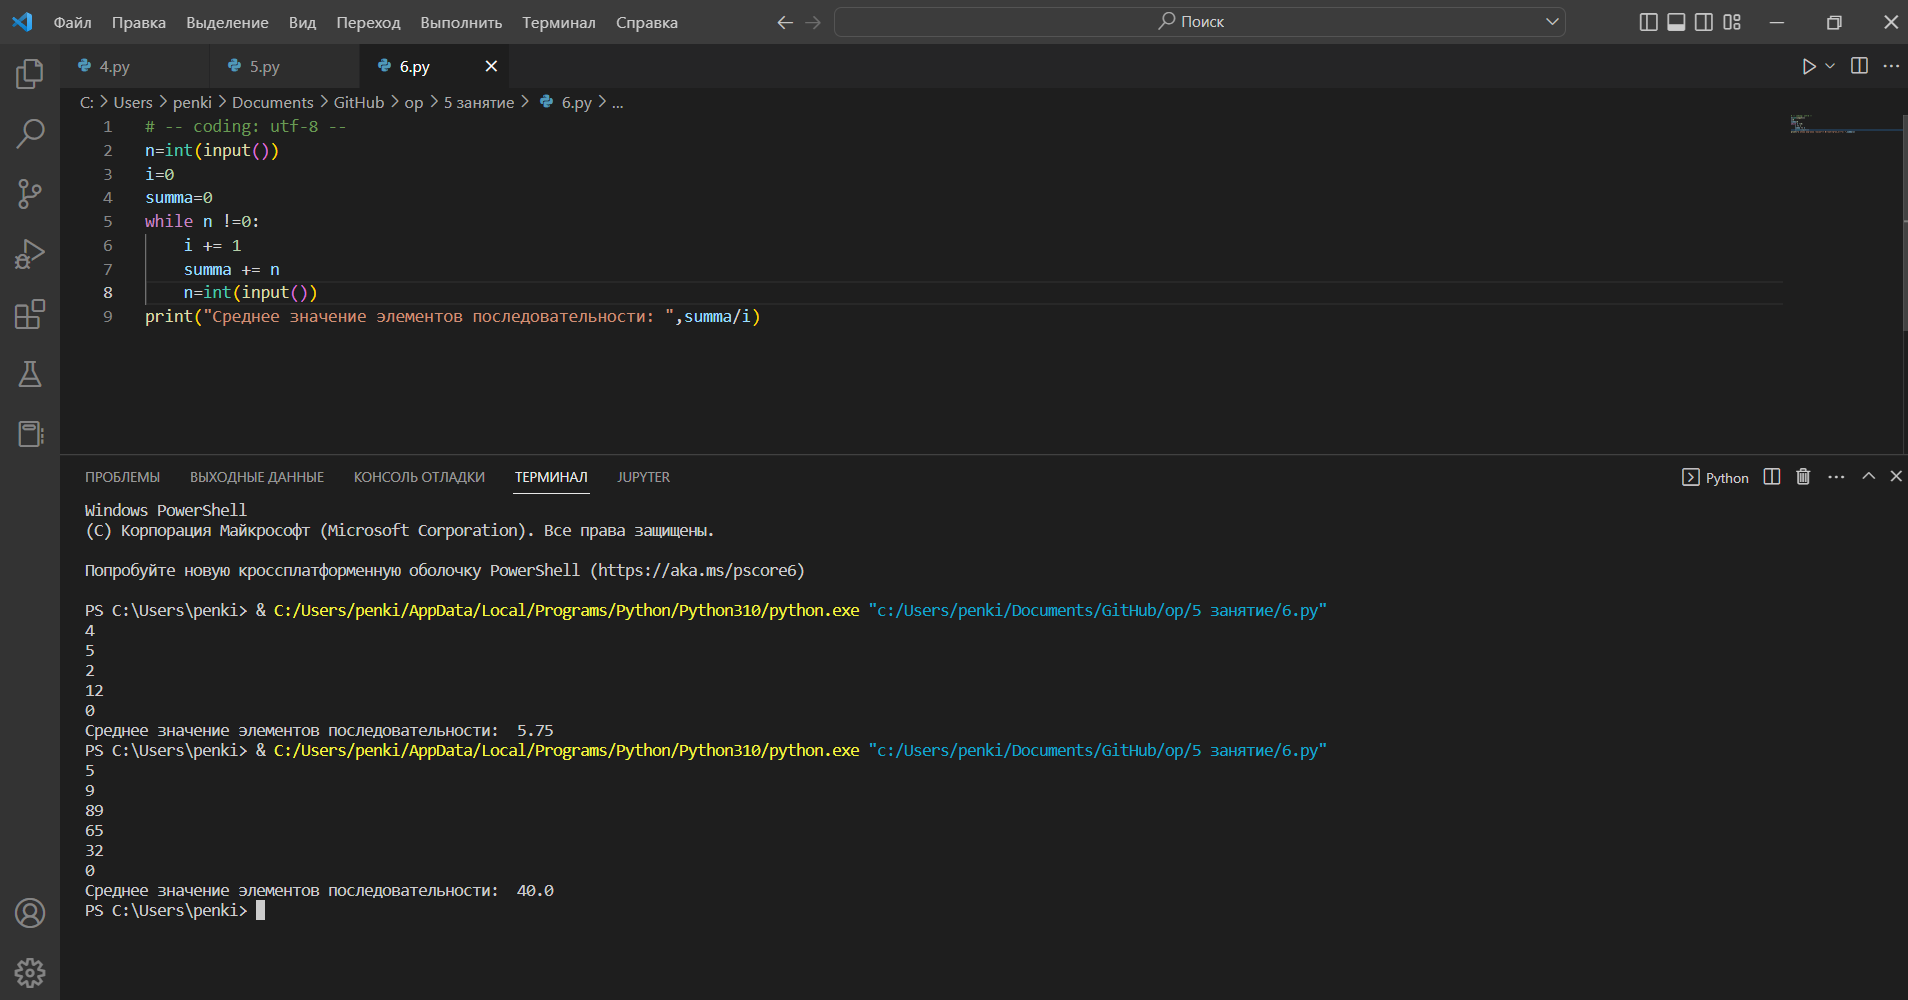 Файл Правка Выделение Вид Переход Выполнить Терминал Справка Поиск
4.py 5.py 6.py
C: > Users > penki > Documents > GitHub > op > 5 занятие > 6.py > ...
1 # -- coding: utf-8 --
2 n=int(input())
3 i=0
4 summa=0
5 while n !=0:
6 i += 1
7 summa += n
8 n=int(input())
9 print("Среднее значение элементов последовательности: ",summa/i)
ПРОБЛЕМЫ ВЫХОДНЫЕ ДАННЫЕ КОНСОЛЬ ОТЛАДКИ ТЕРМИНАЛ JUPYTER Python
Windows PowerShell
(C) Корпорация Майкрософт (Microsoft Corporation). Все права защищены.
Попробуйте новую кроссплатформенную оболочку PowerShell (https://aka.ms/pscore6)
PS C:\Users\penki> & C:/Users/penki/AppData/Local/Programs/Python/Python310/python.exe "c:/Users/penki/Documents/GitHub/op/5 занятие/6.py"
4
5
2
12
0
Среднее значение элементов последовательности:  5.75
PS C:\Users\penki> & C:/Users/penki/AppData/Local/Programs/Python/Python310/python.exe "c:/Users/penki/Documents/GitHub/op/5 занятие/6.py"
5
9
89
65
32
0
Среднее значение элементов последовательности:  40.0
PS C:\Users\penki>